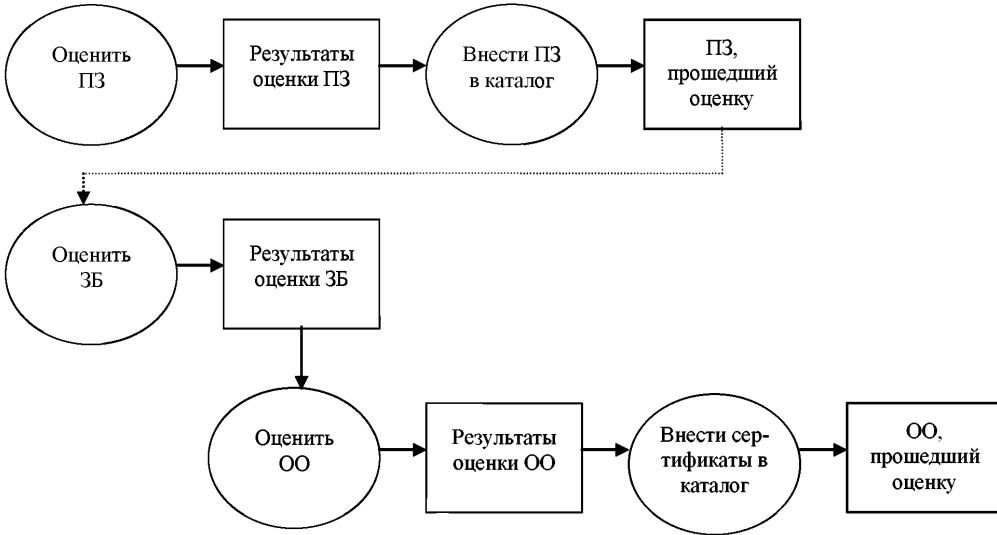 Оценить
ПЗ
Результаты
оценки ПЗ
Внести ПЗ
в каталог
ПЗ,
прошедший
оценку
Оценить
ЗБ
Результаты
оценки ЗБ
Оценить
ОО
Результаты
оценки ОО
Внести сер-
тификаты в
каталог
ОО,
прошедший
оценку